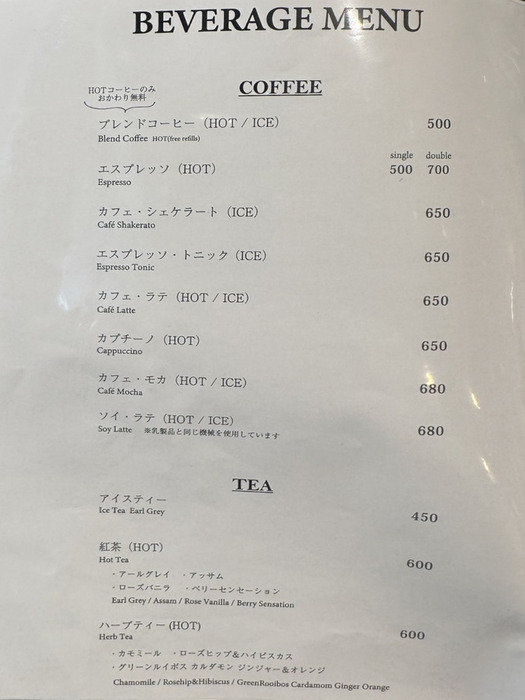 BEVERAGE MENU
COFFEE
HOTコーヒーのみ
おかわり無料
ブレンドコーヒー（HOT / ICE） 500
Blend Coffee HOT(free refills)
single double
エスプレッソ（HOT） 500 700
Espresso
カフェ・シェケラート（ICE） 650
Café Shakerato
エスプレッソ・トニック（ICE） 650
Espresso Tonic
カフェ・ラテ（HOT / ICE） 650
Café Latte
カプチーノ（HOT） 650
Cappuccino
カフェ・モカ（HOT / ICE） 680
Café Mocha
ソイ・ラテ（HOT / ICE） 680
Soy Latte ※乳製品と同じ機械を使用しています
TEA
アイスティー
Ice Tea Earl Grey 450
紅茶（HOT） 600
Hot Tea
・アールグレイ ・アッサム
・ローズバニラ ・ベリーセンセーション
Earl Grey / Assam / Rose Vanilla / Berry Sensation
ハーブティー (HOT) 600
Herb Tea
・カモミール ・ローズヒップ&ハイビスカス
・グリーンルイボス カルダモン ジンジャー&オレンジ
Chamomile / Rosehip&Hibiscus / GreenRooibos Cardamom Ginger Orange